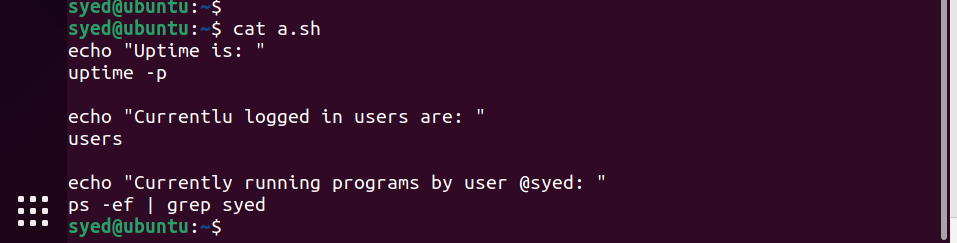 syed@ubuntu:~$
syed@ubuntu:~$ cat a.sh
echo "Uptime is: "
uptime -p
echo "Currentlu logged in users are: "
users
echo "Currently running programs by user @syed: "
ps -ef | grep syed
syed@ubuntu:~$